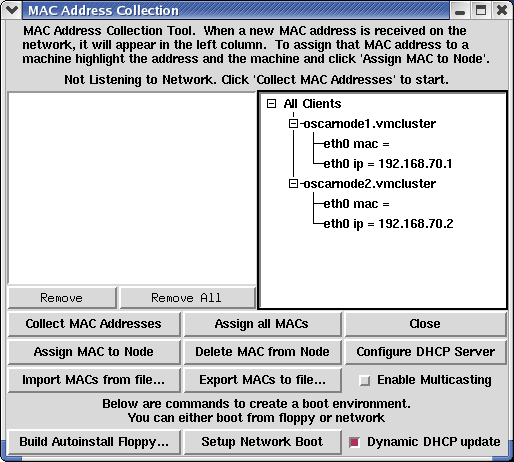 MAC Address Collection
MAC Address Collection Tool.  When a new MAC address is received on the
network, it will appear in the left column.  To assign that MAC address to a
machine highlight the address and the machine and click 'Assign MAC to Node'.
Not Listening to Network. Click 'Collect MAC Addresses' to start.
All Clients
oscarnode1.vmcluster
eth0 mac =
eth0 ip = 192.168.70.1
oscarnode2.vmcluster
eth0 mac =
eth0 ip = 192.168.70.2
Remove
Remove All
Collect MAC Addresses
Assign all MACs
Close
Assign MAC to Node
Delete MAC from Node
Configure DHCP Server
Import MACs from file...
Export MACs to file...
Enable Multicasting
Below are commands to create a boot environment.
You can either boot from floppy or network
Build Autoinstall Floppy...
Setup Network Boot
Dynamic DHCP update